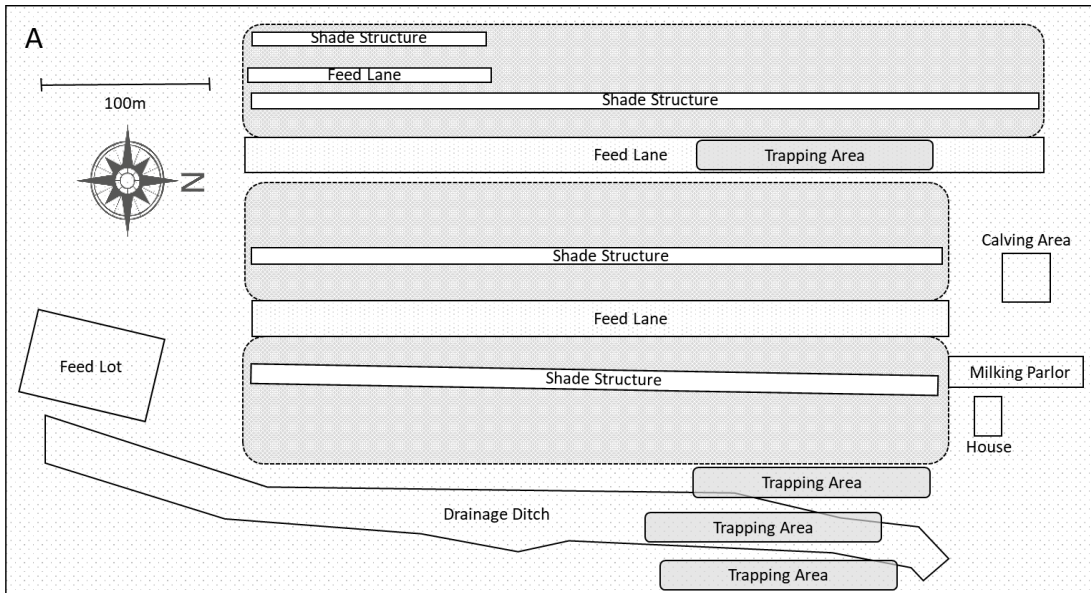 A
Shade Structure
Feed Lane
Shade Structure
100m
Feed Lane
Trapping Area
N
Calving Area
Shade Structure
Feed Lane
Feed Lot
Shade Structure
Milking Parlor
House
Trapping Area
Drainage Ditch
Trapping Area
Trapping Area